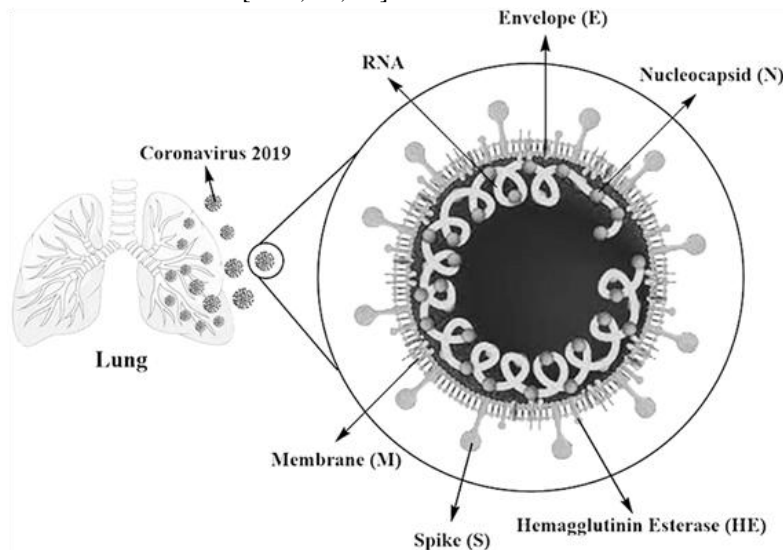 Envelope (E)
RNA
Nucleocapsid (N)
Coronavirus 2019
Lung
Membrane (M)
Spike (S)
Hemagglutinin Esterase (HE)